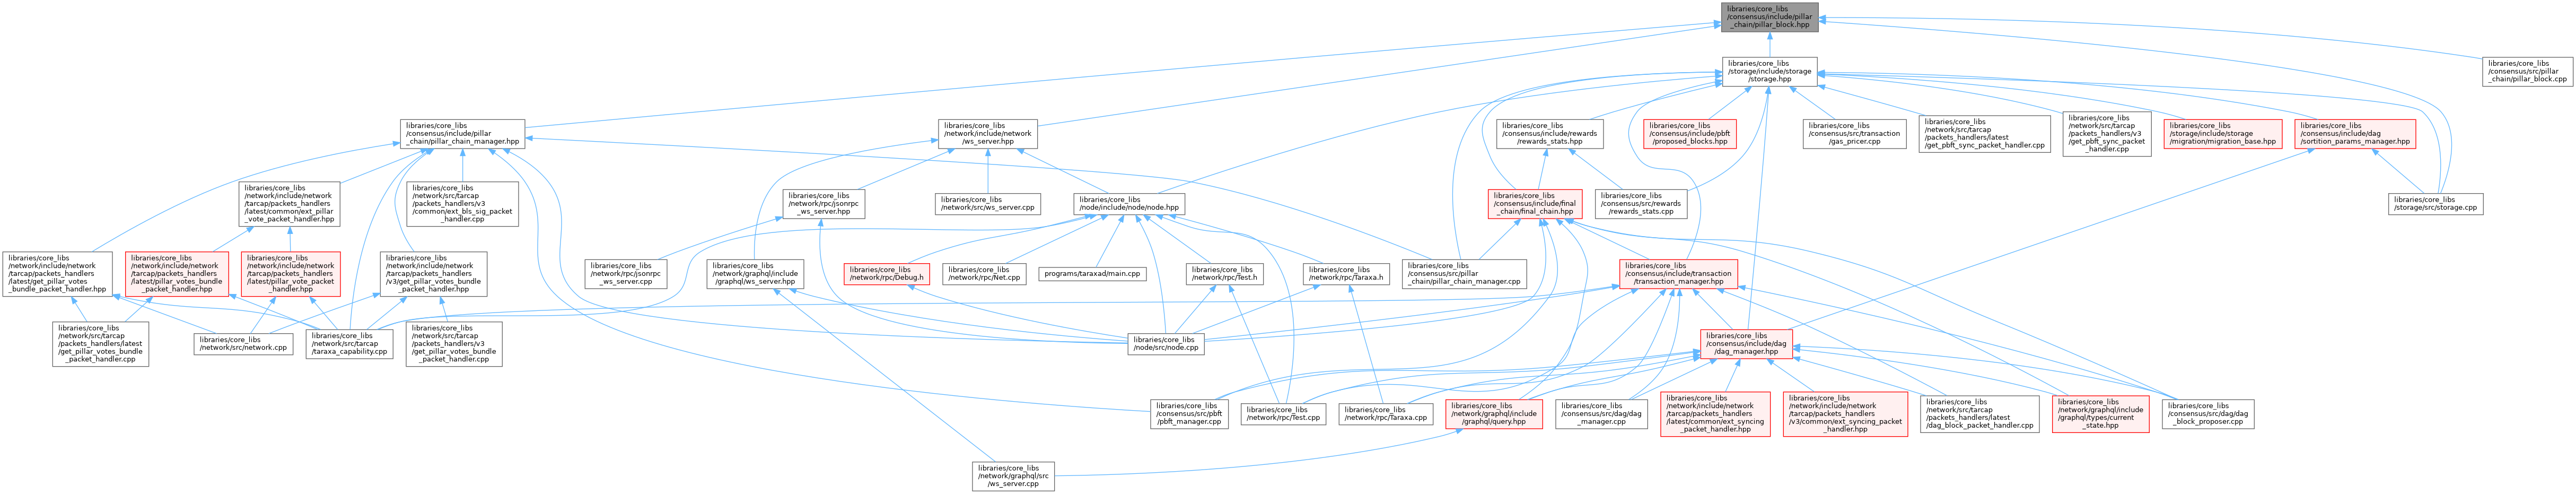 libraries/core_libs
/consensus/include/pillar
_chain/pillar_block.hpp
libraries/core_libs
/storage/include/storage
/storage.hpp
libraries/core_libs
/consensus/src/pillar
_chain/pillar_block.cpp
libraries/core_libs
/consensus/include/pillar
_chain/pillar_chain_manager.hpp
libraries/core_libs
/network/include/network
/ws_server.hpp
libraries/core_libs
/consensus/include/rewards
/rewards_stats.hpp
libraries/core_libs
/consensus/include/pbft
/proposed_blocks.hpp
libraries/core_libs
/consensus/src/transaction
/gas_pricer.cpp
libraries/core_libs
/network/src/tarcap
/packets_handlers/latest
/get_pbft_sync_packet_handler.cpp
libraries/core_libs
/network/src/tarcap
/packets_handlers/v3
/get_pbft_sync_packet
_handler.cpp
libraries/core_libs
/storage/include/storage
/migration/migration_base.hpp
libraries/core_libs
/consensus/include/dag
/sortition_params_manager.hpp
libraries/core_libs
/network/include/network
/tarcap/packets_handlers
/latest/common/ext_pillar
_vote_packet_handler.hpp
libraries/core_libs
/network/src/tarcap
/packets_handlers/v3
/common/ext_bls_sig_packet
_handler.cpp
libraries/core_libs
/network/rpc/jsonrpc
_ws_server.hpp
libraries/core_libs
/network/src/ws_server.cpp
libraries/core_libs
/node/include/node/node.hpp
libraries/core_libs
/consensus/include/final
_chain/final_chain.hpp
libraries/core_libs
/consensus/src/rewards
/rewards_stats.cpp
libraries/core_libs
/storage/src/storage.cpp
libraries/core_libs
/network/include/network
/tarcap/packets_handlers
/latest/get_pillar_votes
_bundle_packet_handler.hpp
libraries/core_libs
/network/include/network
/tarcap/packets_handlers
/latest/pillar_votes_bundle
_packet_handler.hpp
libraries/core_libs
/network/include/network
/tarcap/packets_handlers
/latest/pillar_vote_packet
_handler.hpp
libraries/core_libs
/network/include/network
/tarcap/packets_handlers
/v3/get_pillar_votes_bundle
_packet_handler.hpp
libraries/core_libs
/network/rpc/jsonrpc
_ws_server.cpp
libraries/core_libs
/network/graphql/include
/graphql/ws_server.hpp
libraries/core_libs
/network/rpc/Debug.h
libraries/core_libs
/network/rpc/Net.cpp
programs/taraxad/main.cpp
libraries/core_libs
/network/rpc/Test.h
libraries/core_libs
/network/rpc/Taraxa.h
libraries/core_libs
/consensus/src/pillar
_chain/pillar_chain_manager.cpp
libraries/core_libs
/consensus/include/transaction
/transaction_manager.hpp
libraries/core_libs
/network/src/tarcap
/packets_handlers/latest
/get_pillar_votes_bundle
_packet_handler.cpp
libraries/core_libs
/network/src/network.cpp
libraries/core_libs
/network/src/tarcap
/taraxa_capability.cpp
libraries/core_libs
/network/src/tarcap
/packets_handlers/v3
/get_pillar_votes_bundle
_packet_handler.cpp
libraries/core_libs
/node/src/node.cpp
libraries/core_libs
/consensus/include/dag
/dag_manager.hpp
libraries/core_libs
/consensus/src/pbft
/pbft_manager.cpp
libraries/core_libs
/network/rpc/Test.cpp
libraries/core_libs
/network/rpc/Taraxa.cpp
libraries/core_libs
/network/graphql/include
/graphql/query.hpp
libraries/core_libs
/consensus/src/dag/dag
_manager.cpp
libraries/core_libs
/network/include/network
/tarcap/packets_handlers
/latest/common/ext_syncing
_packet_handler.hpp
libraries/core_libs
/network/include/network
/tarcap/packets_handlers
/v3/common/ext_syncing_packet
_handler.hpp
libraries/core_libs
/network/src/tarcap
/packets_handlers/latest
/dag_block_packet_handler.cpp
libraries/core_libs
/network/graphql/include
/graphql/types/current
_state.hpp
libraries/core_libs
/consensus/src/dag/dag
_block_proposer.cpp
libraries/core_libs
/network/graphql/src
/ws_server.cpp